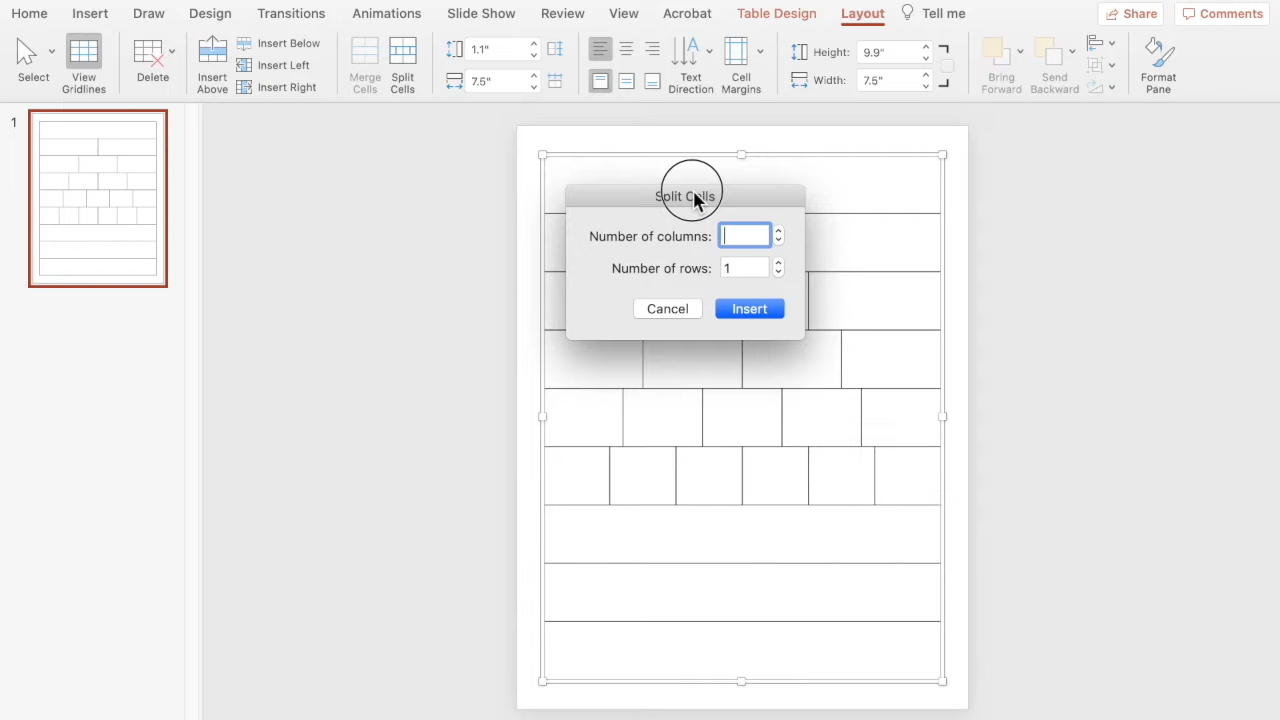 Home Insert Draw Design Transitions Animations Slide Show Review View Acrobat Table Design Layout Tell me Share Comments
Select
View
Gridlines
Delete
Insert
Above
Insert Below
Insert Left
Insert Right
Merge
Cells
Split
Cells
1.1"
7.5"
Text
Direction
Cell
Margins
Height: 9.9"
Width: 7.5"
Bring
Forward
Send
Backward
Format
Pane
1
Split Cells
Number of columns:
Number of rows: 1
Cancel Insert